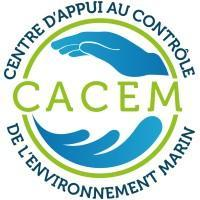 CENTRE D'APPUI AU CONTRÔLE
CACEM
DE L'ENVIRONNEMENT MARIN